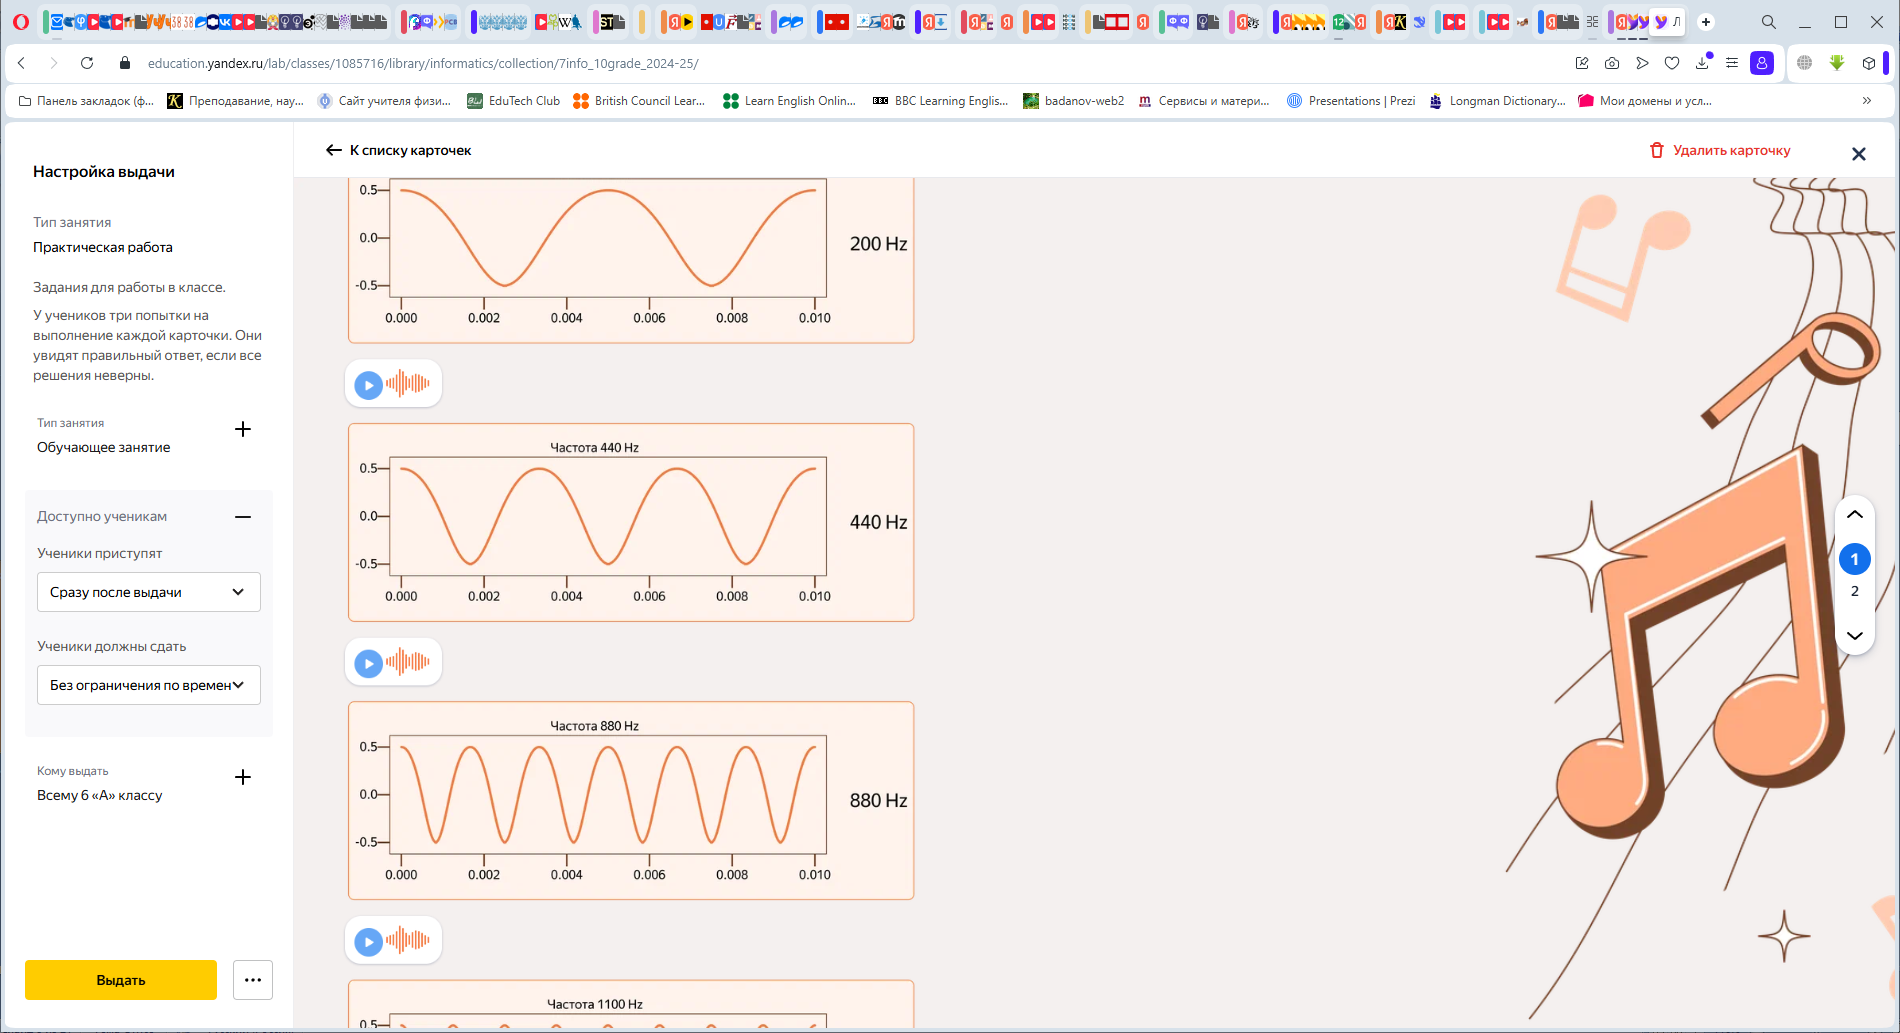 education.yandex.ru/lab/classes/1085716/library/informatics/collection/7info_10grade_2024-25/
Панель закладок (ф...
Преподавание, нау...
Сайт учителя физи...
EduTech Club
British Council Lear...
Learn English Onlin...
BBC Learning Englis...
badanov-web2
Сервисы и матери...
Presentations | Prezi
Longman Dictionary...
Мои домены и усл...
Настройка выдачи
Тип занятия
Практическая работа
Задания для работы в классе.
У учеников три попытки на
выполнение каждой карточки. Они
увидят правильный ответ, если все
решения неверны.
Тип занятия
Обучающее занятие
Доступно ученикам
Ученики приступят
Сразу после выдачи
Ученики должны сдать
Без ограничения по времен
Кому выдать
Всему 6 «А» классу
Выдать
К списку карточек
Удалить карточку
0.5
0.0
-0.5
0.000 0.002 0.004 0.006 0.008 0.010
200 Hz
Частота 440 Hz
0.5
0.0
-0.5
0.000 0.002 0.004 0.006 0.008 0.010
440 Hz
Частота 880 Hz
0.5
0.0
-0.5
0.000 0.002 0.004 0.006 0.008 0.010
880 Hz
Частота 1100 Hz
0.5
1
2